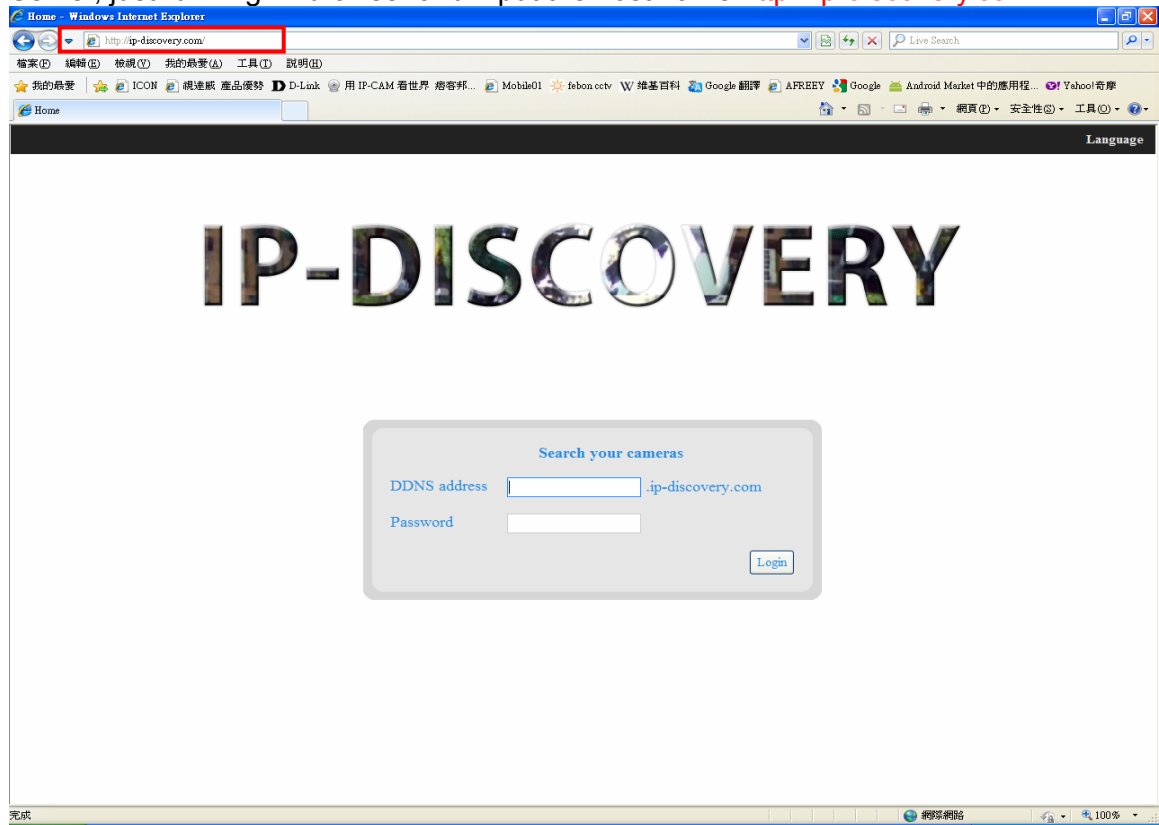 Home - Windows Internet Explorer
http://ip-discovery.com/
Live Search
檔案(F) 編輯(E) 檢視(V) 我的最愛(A) 工具(T) 說明(H)
我的最愛 ICON 視達威 產品優勢 D-Link 用 IP-CAM 看世界 痞客邦... Mobile01 febon cctv 維基百科 Google 翻譯 AFREEY Google Android Market 中的應用程... Yahoo!奇摩
Home 網頁(P) 安全性(S) 工具(O)
Language
IP-DISCOVERY
Search your cameras
DDNS address .ip-discovery.com
Password
Login
完成 網際網路 100%